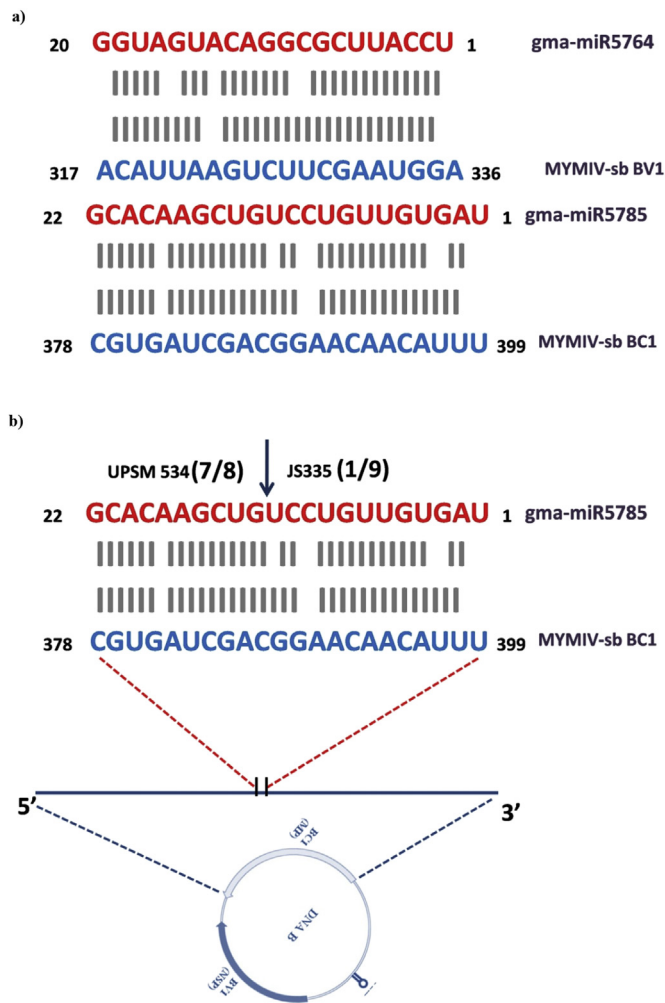 a)
20 GGUAGUACAGGCGCUUACCU 1 gma-miR5764
317 ACAUUAAGUCUUCGAAUGGA 336 MYMIV-sb BV1
22 GCACAAGCUGUCCUGUUGUGAU 1 gma-miR5785
378 CGUGAUCGACGGAACAACAUUU 399 MYMIV-sb BC1
b)
UPSM 534 (7/8) JS335 (1/9)
22 GCACAAGCUGUCCUGUUGUGAU 1 gma-miR5785
378 CGUGAUCGACGGAACAACAUUU 399 MYMIV-sb BC1
5’ 3’
BC1
(MP)
DNA B
BV1
(NSP)